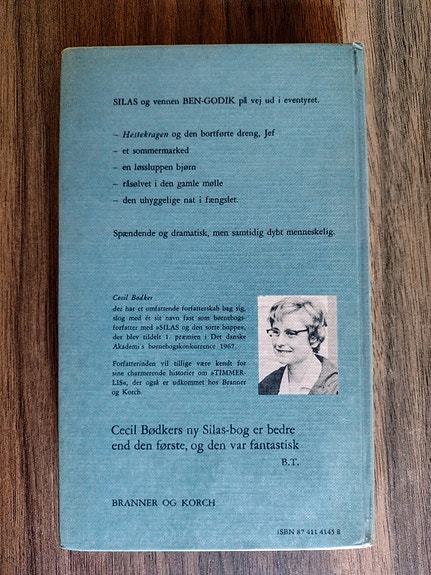 SILAS og vennen BEN-GODIK på vej ud i eventyret.
– Hestekragen og den bortførte dreng, Jef
– et sommermarked
– en løssluppen bjørn
– råsølvet i den gamle mølle
– den uhyggelige nat i fængslet.
Spændende og dramatisk, men samtidig dybt menneskelig.
Cecil Bødker
der har et omfattende forfatterskab bag sig,
slog med ét sit navn fast som børnebogs-
forfatter med »SILAS og den sorte hoppe«,
der blev tildelt 1. præmien i Det danske
Akademi's børnebogskonkurrence 1967.
Forfatterinden vil tillige være kendt for
sine charmerende historier om »TIMMER-
LIS«, der også er udkommet hos Branner
og Korch.
Cecil Bødkers ny Silas-bog er bedre
end den første, og den var fantastisk
B.T.
BRANNER OG KORCH
ISBN 87 411 4145 8